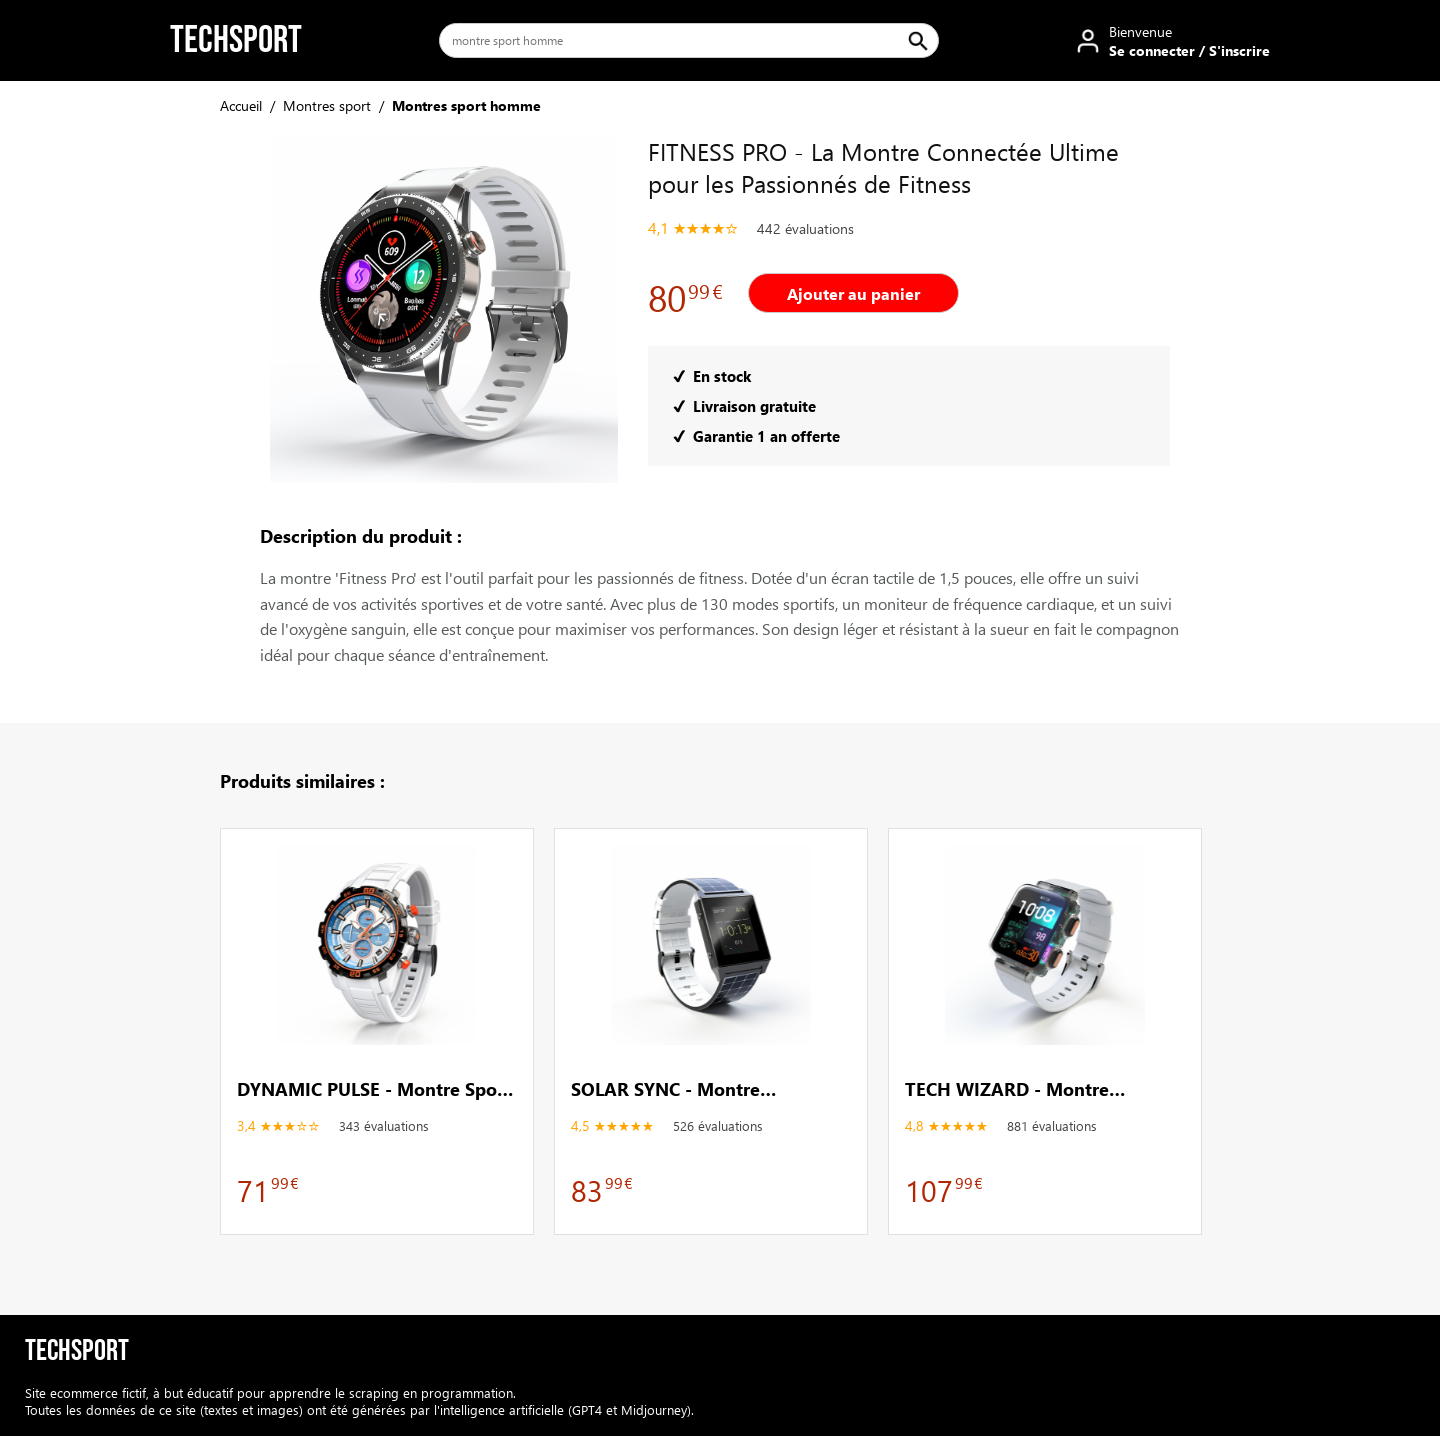 TECHSPORT
montre sport homme
Bienvenue
Se connecter / S'inscrire
Accueil / Montres sport / Montres sport homme
FITNESS PRO - La Montre Connectée Ultime
pour les Passionnés de Fitness
4,1 ★★★★☆ 442 évaluations
80 99 € Ajouter au panier
609
12
✓ En stock
✓ Livraison gratuite
✓ Garantie 1 an offerte
Description du produit :
La montre 'Fitness Pro' est l'outil parfait pour les passionnés de fitness. Dotée d'un écran tactile de 1,5 pouces, elle offre un suivi
avancé de vos activités sportives et de votre santé. Avec plus de 130 modes sportifs, un moniteur de fréquence cardiaque, et un suivi
de l'oxygène sanguin, elle est conçue pour maximiser vos performances. Son design léger et résistant à la sueur en fait le compagnon
idéal pour chaque séance d'entraînement.
Produits similaires :
10:08
98
DYNAMIC PULSE - Montre Spo...
3,4 ★★★☆☆ 343 évaluations
71 99 €
SOLAR SYNC - Montre...
4,5 ★★★★★ 526 évaluations
83 99 €
TECH WIZARD - Montre...
4,8 ★★★★★ 881 évaluations
107 99 €
TECHSPORT
Site ecommerce fictif, à but éducatif pour apprendre le scraping en programmation.
Toutes les données de ce site (textes et images) ont été générées par l'intelligence artificielle (GPT4 et Midjourney).